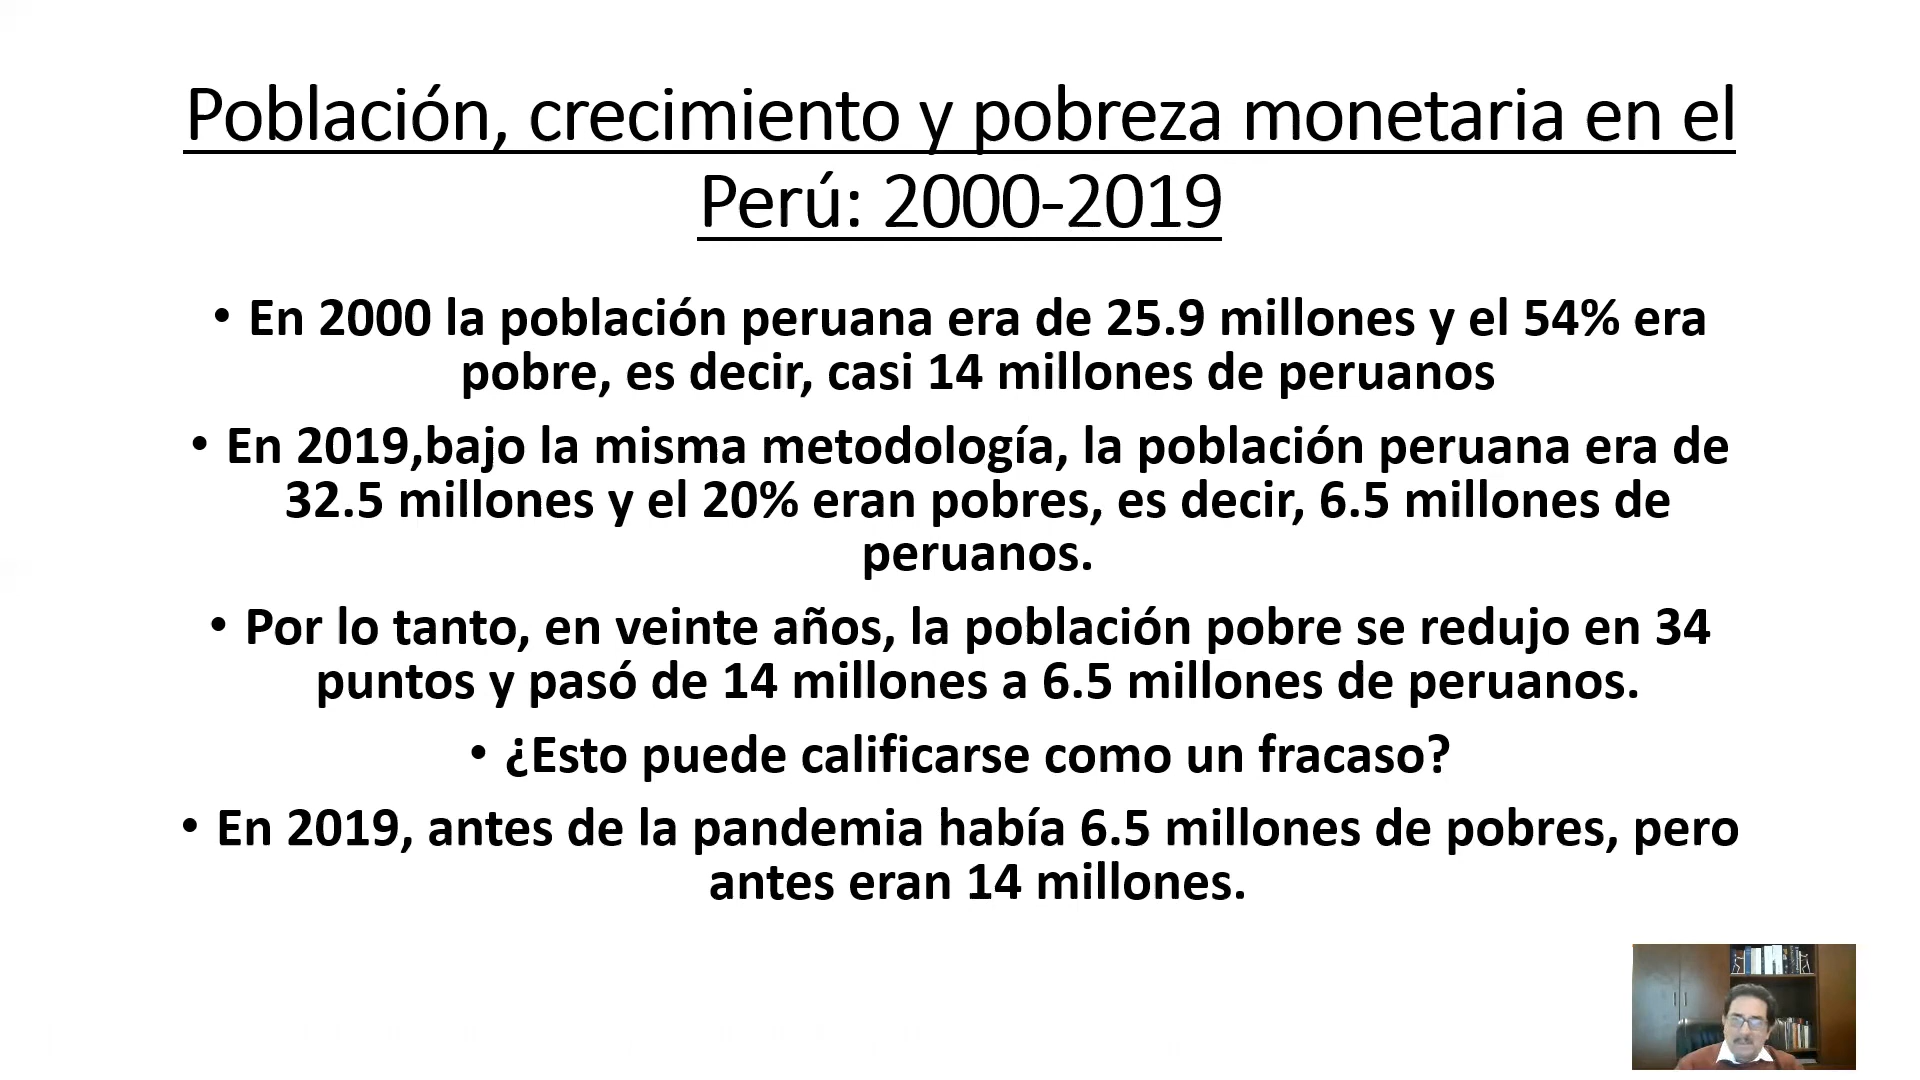 Población, crecimiento y pobreza monetaria en el
Perú: 2000-2019
• En 2000 la población peruana era de 25.9 millones y el 54% era
pobre, es decir, casi 14 millones de peruanos
• En 2019,bajo la misma metodología, la población peruana era de
32.5 millones y el 20% eran pobres, es decir, 6.5 millones de
peruanos.
• Por lo tanto, en veinte años, la población pobre se redujo en 34
puntos y pasó de 14 millones a 6.5 millones de peruanos.
• ¿Esto puede calificarse como un fracaso?
• En 2019, antes de la pandemia había 6.5 millones de pobres, pero
antes eran 14 millones.